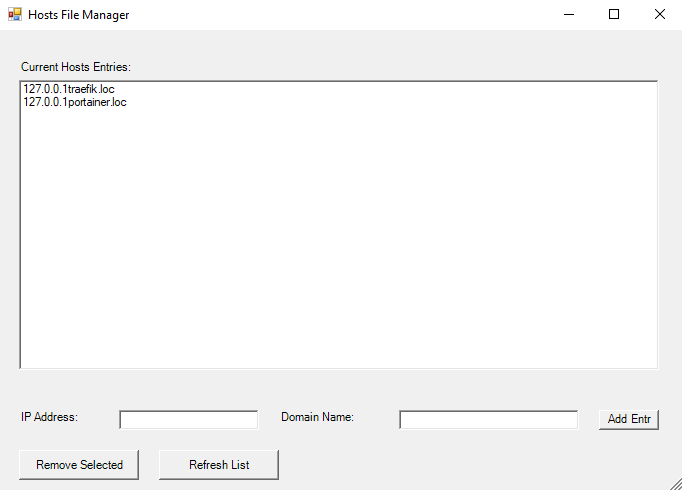 Hosts File Manager
Current Hosts Entries:
127.0.0.1traefik.loc
127.0.0.1portainer.loc
IP Address:
Domain Name:
Add Entr
Remove Selected
Refresh List